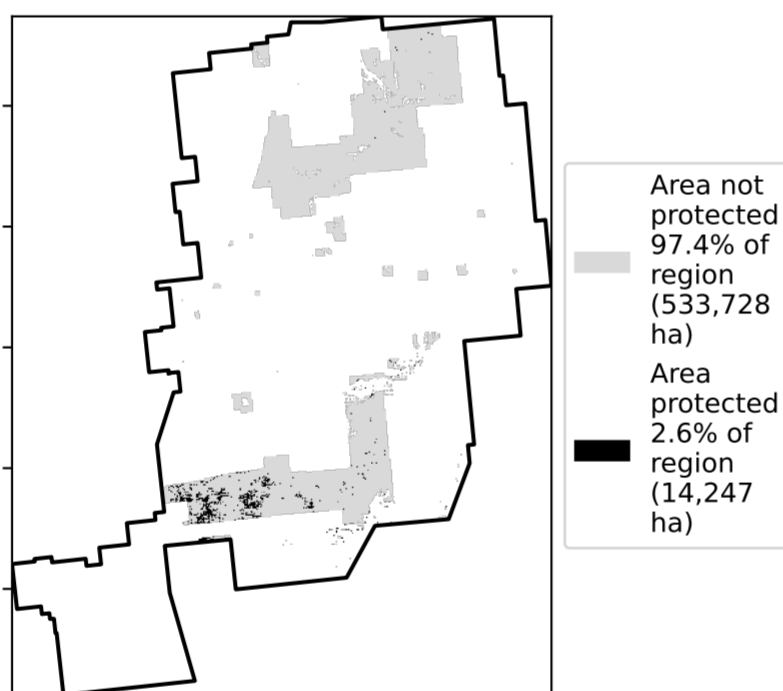 Area not
protected
97.4% of
region
(533,728
ha)
Area
protected
2.6% of
region
(14,247
ha)